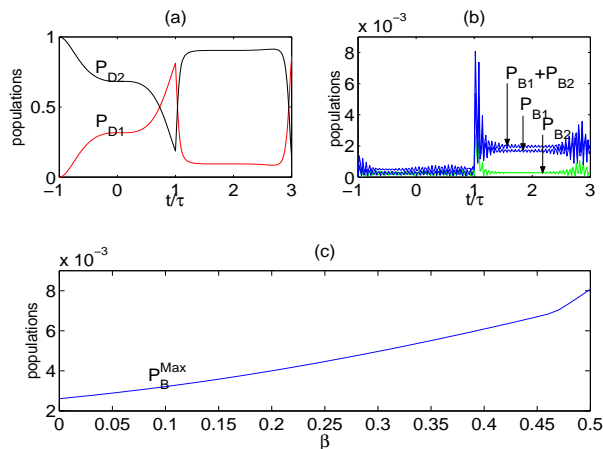 (a)
populations
1
0.5
0
P_D2
P_D1
−1 0 1 2 3
t/τ
(b)
x 10^−3
populations
8
6
4
2
0
P_B1+P_B2
P_B1
P_B2
−1 0 1 2 3
t/τ
(c)
x 10^−3
populations
8
6
4
2
P_B^Max
0 0.05 0.1 0.15 0.2 0.25 0.3 0.35 0.4 0.45 0.5
β